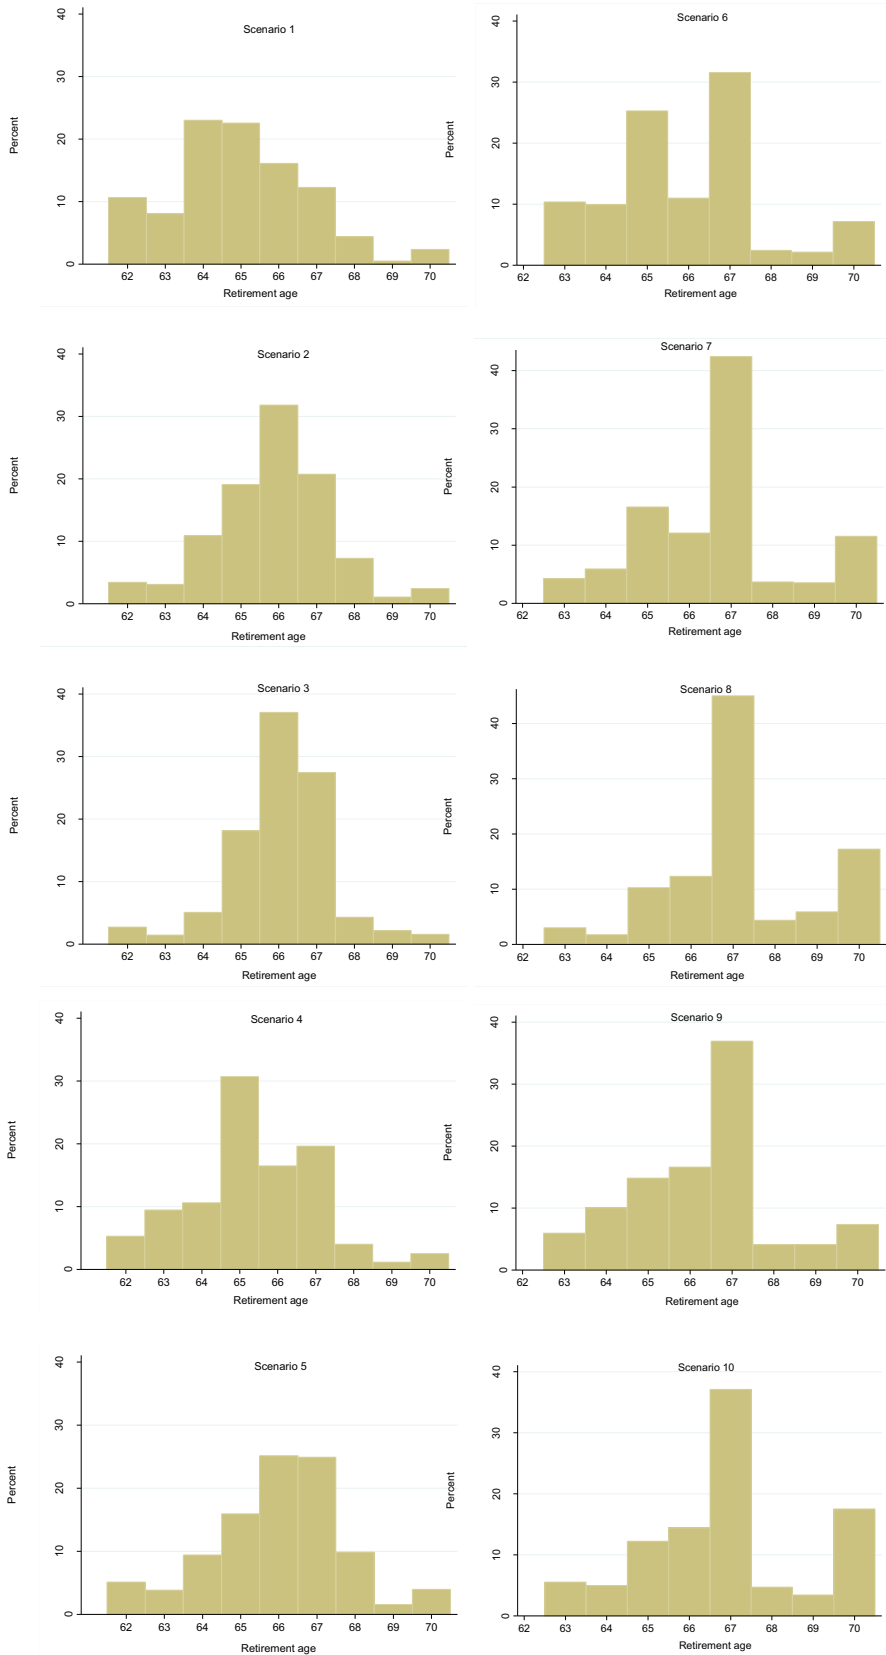 Scenario 1
Percent
40
30
20
10
0
62 63 64 65 66 67 68 69 70
Retirement age
Scenario 6
Percent
40
30
20
10
0
62 63 64 65 66 67 68 69 70
Retirement age
Scenario 2
Percent
40
30
20
10
0
62 63 64 65 66 67 68 69 70
Retirement age
Scenario 7
Percent
40
30
20
10
0
62 63 64 65 66 67 68 69 70
Retirement age
Scenario 3
Percent
40
30
20
10
0
62 63 64 65 66 67 68 69 70
Retirement age
Scenario 8
Percent
40
30
20
10
0
62 63 64 65 66 67 68 69 70
Retirement age
Scenario 4
Percent
40
30
20
10
0
62 63 64 65 66 67 68 69 70
Retirement age
Scenario 9
Percent
40
30
20
10
0
62 63 64 65 66 67 68 69 70
Retirement age
Scenario 5
Percent
40
30
20
10
0
62 63 64 65 66 67 68 69 70
Retirement age
Scenario 10
Percent
40
30
20
10
0
62 63 64 65 66 67 68 69 70
Retirement age